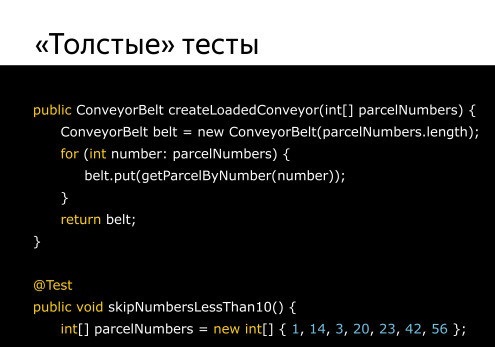 «Толстые» тесты
public ConveyorBelt createLoadedConveyor(int[] parcelNumbers) {
ConveyorBelt belt = new ConveyorBelt(parcelNumbers.length);
for (int number: parcelNumbers) {
belt.put(getParcelByNumber(number));
}
return belt;
}
@Test
public void skipNumbersLessThan10() {
int[] parcelNumbers = new int[] { 1, 14, 3, 20, 23, 42, 56 };